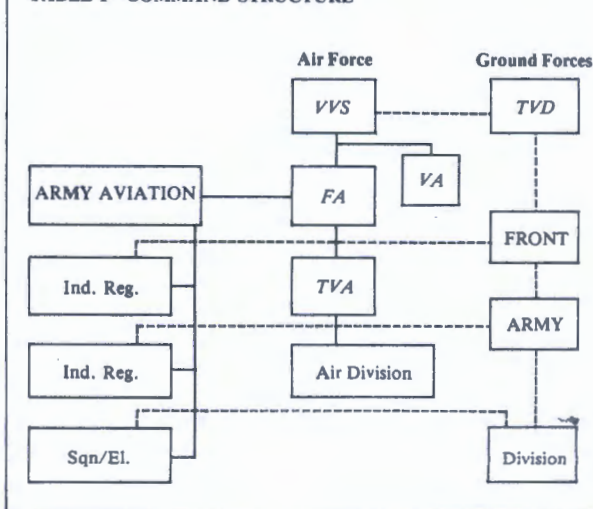 TABLE I COMMAND STRUCTURE
Air Force Ground Forces
VVS TVD
VA
ARMY AVIATION FA
FRONT
Ind. Reg. TVA
ARMY
Ind. Reg. Air Division
Sqn/El. Division